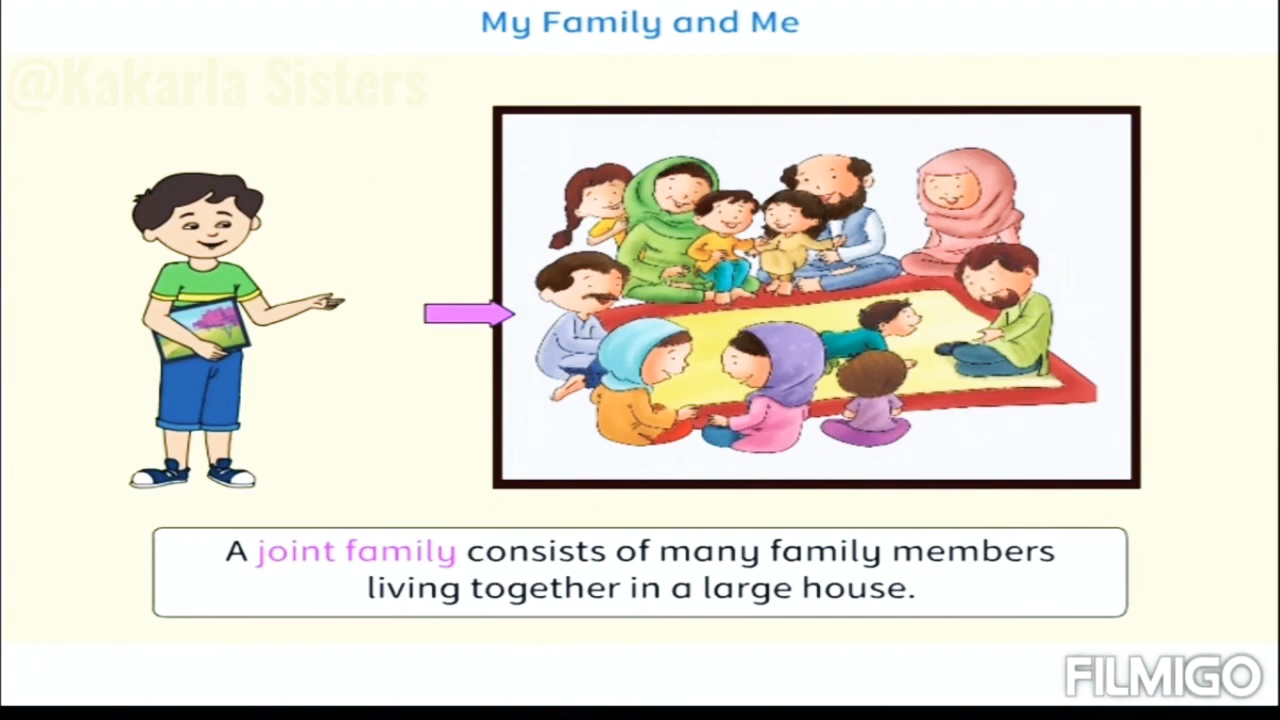 My Family and Me
@Kakarla Sisters
A joint family consists of many family members
living together in a large house.
FILMIGO